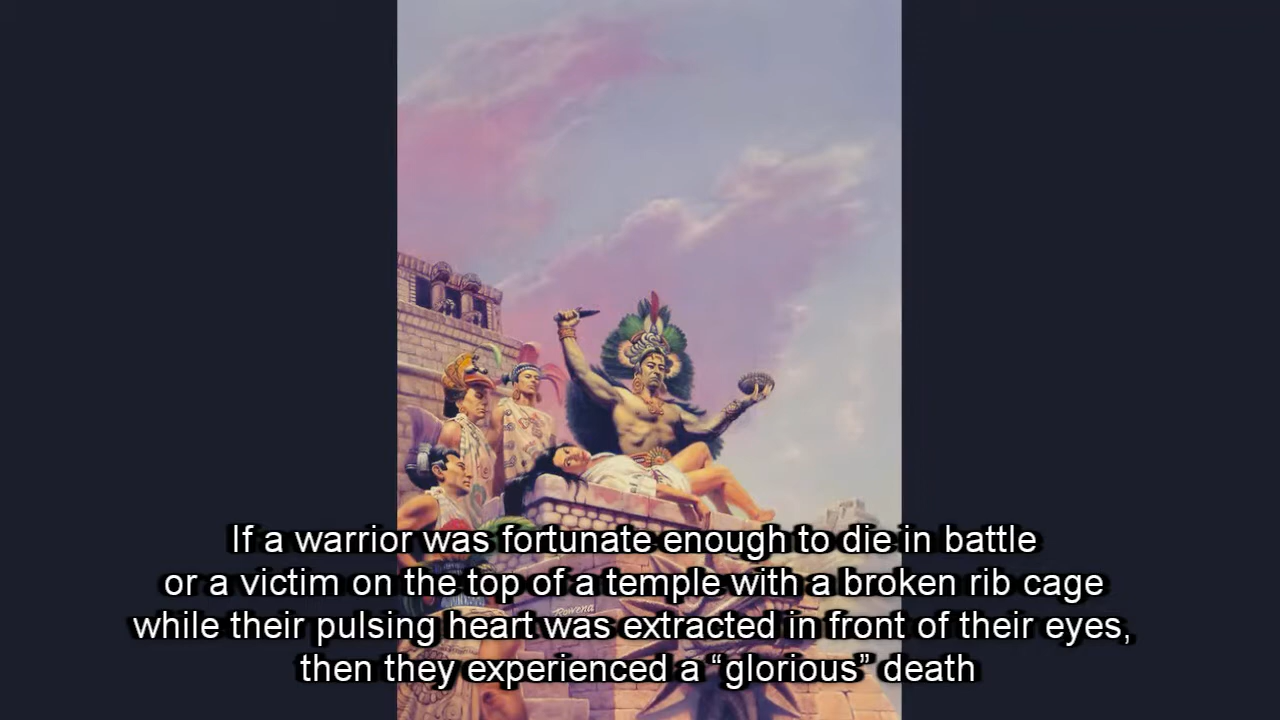 If a warrior was fortunate enough to die in battle
or a victim on the top of a temple with a broken rib cage
while their pulsing heart was extracted in front of their eyes,
then they experienced a “glorious” death
Rowena